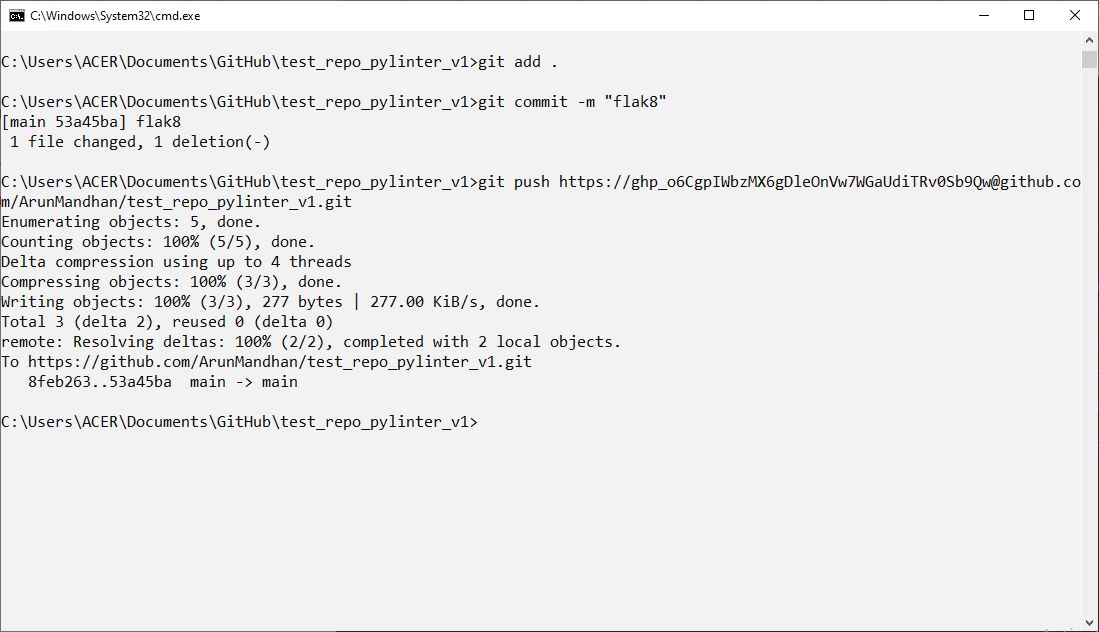 C:\Windows\System32\cmd.exe
C:\Users\ACER\Documents\GitHub\test_repo_pylinter_v1>git add .
C:\Users\ACER\Documents\GitHub\test_repo_pylinter_v1>git commit -m "flak8"
[main 53a45ba] flak8
 1 file changed, 1 deletion(-)
C:\Users\ACER\Documents\GitHub\test_repo_pylinter_v1>git push https://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@github.co
m/ArunMandhan/test_repo_pylinter_v1.git
Enumerating objects: 5, done.
Counting objects: 100% (5/5), done.
Delta compression using up to 4 threads
Compressing objects: 100% (3/3), done.
Writing objects: 100% (3/3), 277 bytes | 277.00 KiB/s, done.
Total 3 (delta 2), reused 0 (delta 0)
remote: Resolving deltas: 100% (2/2), completed with 2 local objects.
To https://github.com/ArunMandhan/test_repo_pylinter_v1.git
   8feb263..53a45ba  main -> main
C:\Users\ACER\Documents\GitHub\test_repo_pylinter_v1>